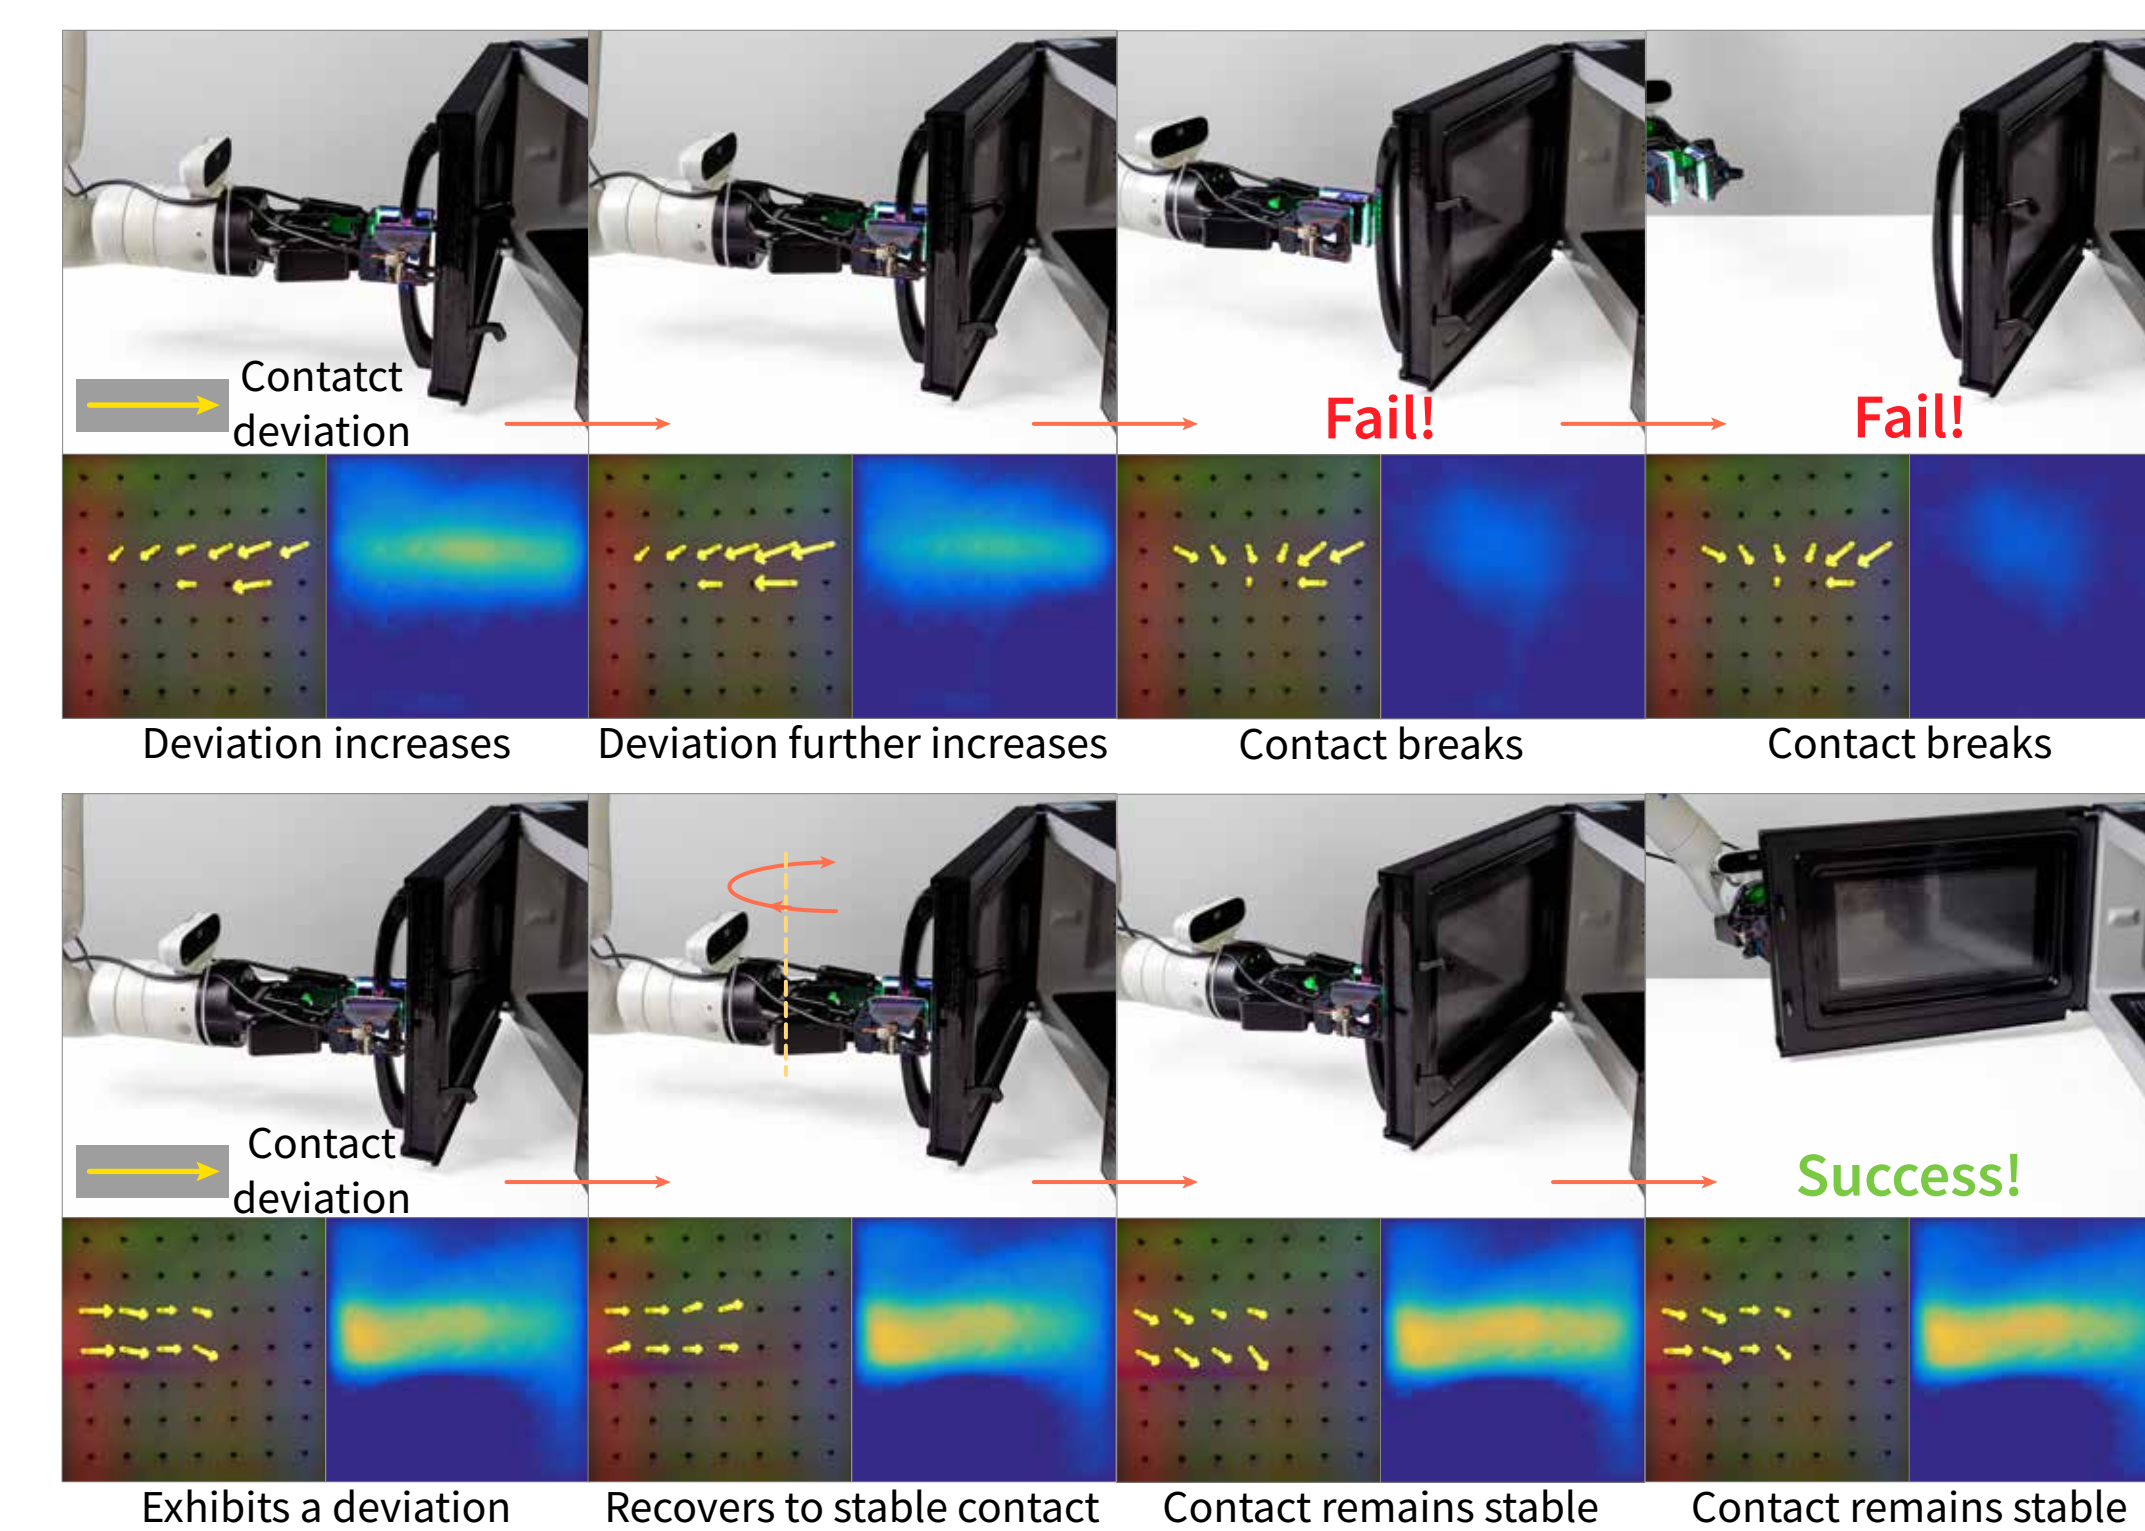 Contatct
deviation
Fail!
Fail!
Deviation increases
Deviation further increases
Contact breaks
Contact breaks
Contact
deviation
Success!
Exhibits a deviation
Recovers to stable contact
Contact remains stable
Contact remains stable